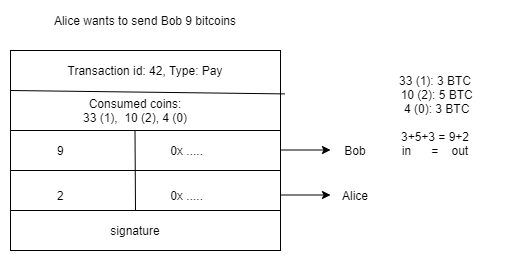 Alice wants to send Bob 9 bitcoins
Transaction id: 42, Type: Pay
Consumed coins:
33 (1), 10 (2), 4 (0)
9 0x ..... Bob
2 0x ..... Alice
signature
33 (1): 3 BTC
10 (2): 5 BTC
4 (0): 3 BTC
3+5+3 = 9+2
in = out